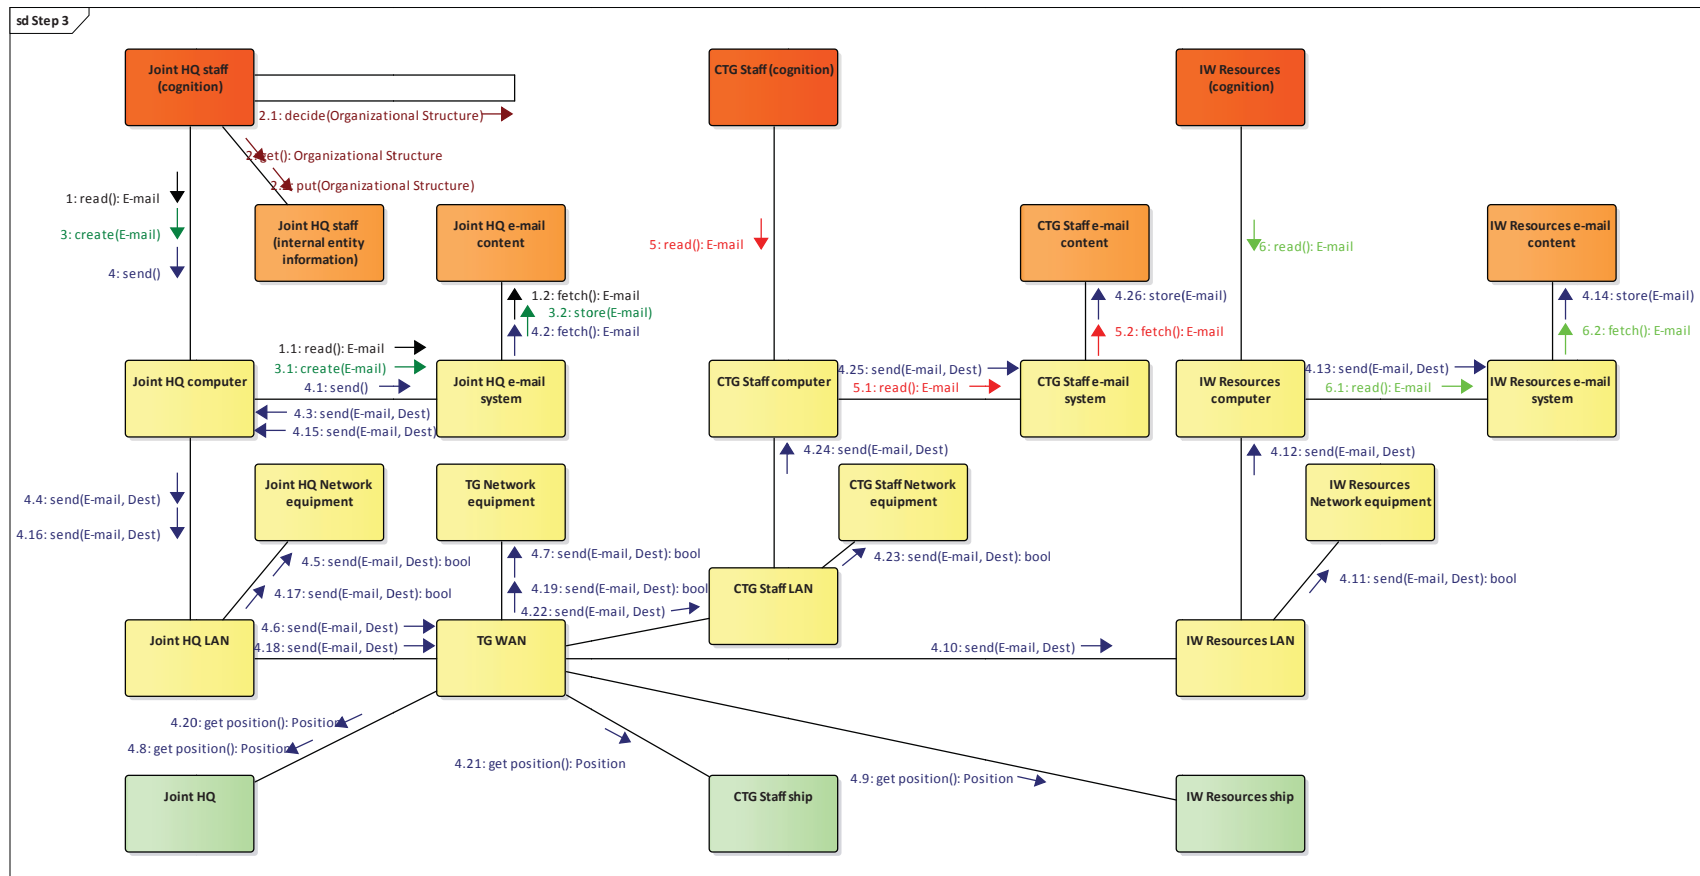 sd Step 3
Joint HQ staff
(cognition)
CTG Staff (cognition)
IW Resources
(cognition)
2.1: decide(Organizational Structure)
get(): Organizational Structure
put(Organizational Structure)
1: read(): E-mail
3: create(E-mail)
4: send()
Joint HQ staff
(internal entity
information)
Joint HQ e-mail
content
5: read(): E-mail
CTG Staff e-mail
content
6: read(): E-mail
IW Resources e-mail
content
1.2: fetch(): E-mail
3.2: store(E-mail)
4.2: fetch(): E-mail
4.26: store(E-mail)
5.2: fetch(): E-mail
4.14: store(E-mail)
6.2: fetch(): E-mail
1.1: read(): E-mail
3.1: create(E-mail)
4.1: send()
Joint HQ computer
Joint HQ e-mail
system
4.3: send(E-mail, Dest)
4.15: send(E-mail, Dest)
CTG Staff computer
4.25: send(E-mail, Dest)
5.1: read(): E-mail
CTG Staff e-mail
system
IW Resources
computer
4.13: send(E-mail, Dest)
6.1: read(): E-mail
IW Resources e-mail
system
4.24: send(E-mail, Dest)
4.12: send(E-mail, Dest)
4.4: send(E-mail, Dest)
4.16: send(E-mail, Dest)
Joint HQ Network
equipment
TG Network
equipment
CTG Staff Network
equipment
IW Resources
Network equipment
4.5: send(E-mail, Dest): bool
4.17: send(E-mail, Dest): bool
4.7: send(E-mail, Dest): bool
4.19: send(E-mail, Dest): bool
4.22: send(E-mail, Dest)
4.23: send(E-mail, Dest): bool
4.11: send(E-mail, Dest): bool
CTG Staff LAN
Joint HQ LAN
4.6: send(E-mail, Dest)
4.18: send(E-mail, Dest)
TG WAN
4.10: send(E-mail, Dest)
IW Resources LAN
4.20: get position(): Position
4.8: get position(): Position
4.21: get position(): Position
4.9: get position(): Position
Joint HQ
CTG Staff ship
IW Resources ship